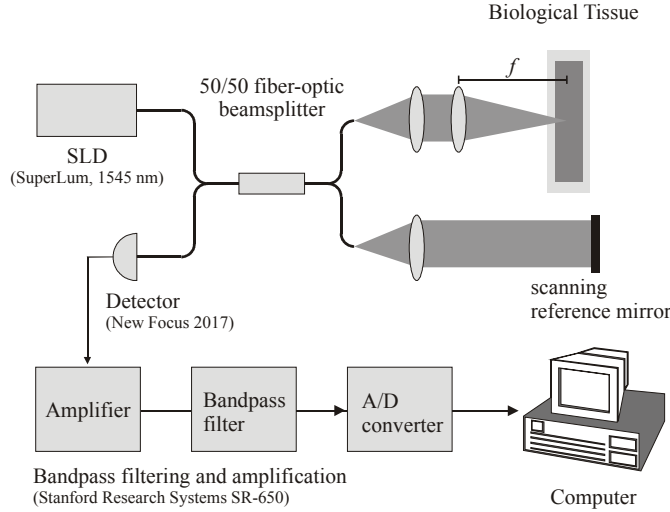 Biological Tissue
f
50/50 fiber-optic
beamsplitter
SLD
(SuperLum, 1545 nm)
Detector
(New Focus 2017)
scanning
reference mirror
Amplifier
Bandpass
filter
A/D
converter
Bandpass filtering and amplification
(Stanford Research Systems SR-650)
Computer